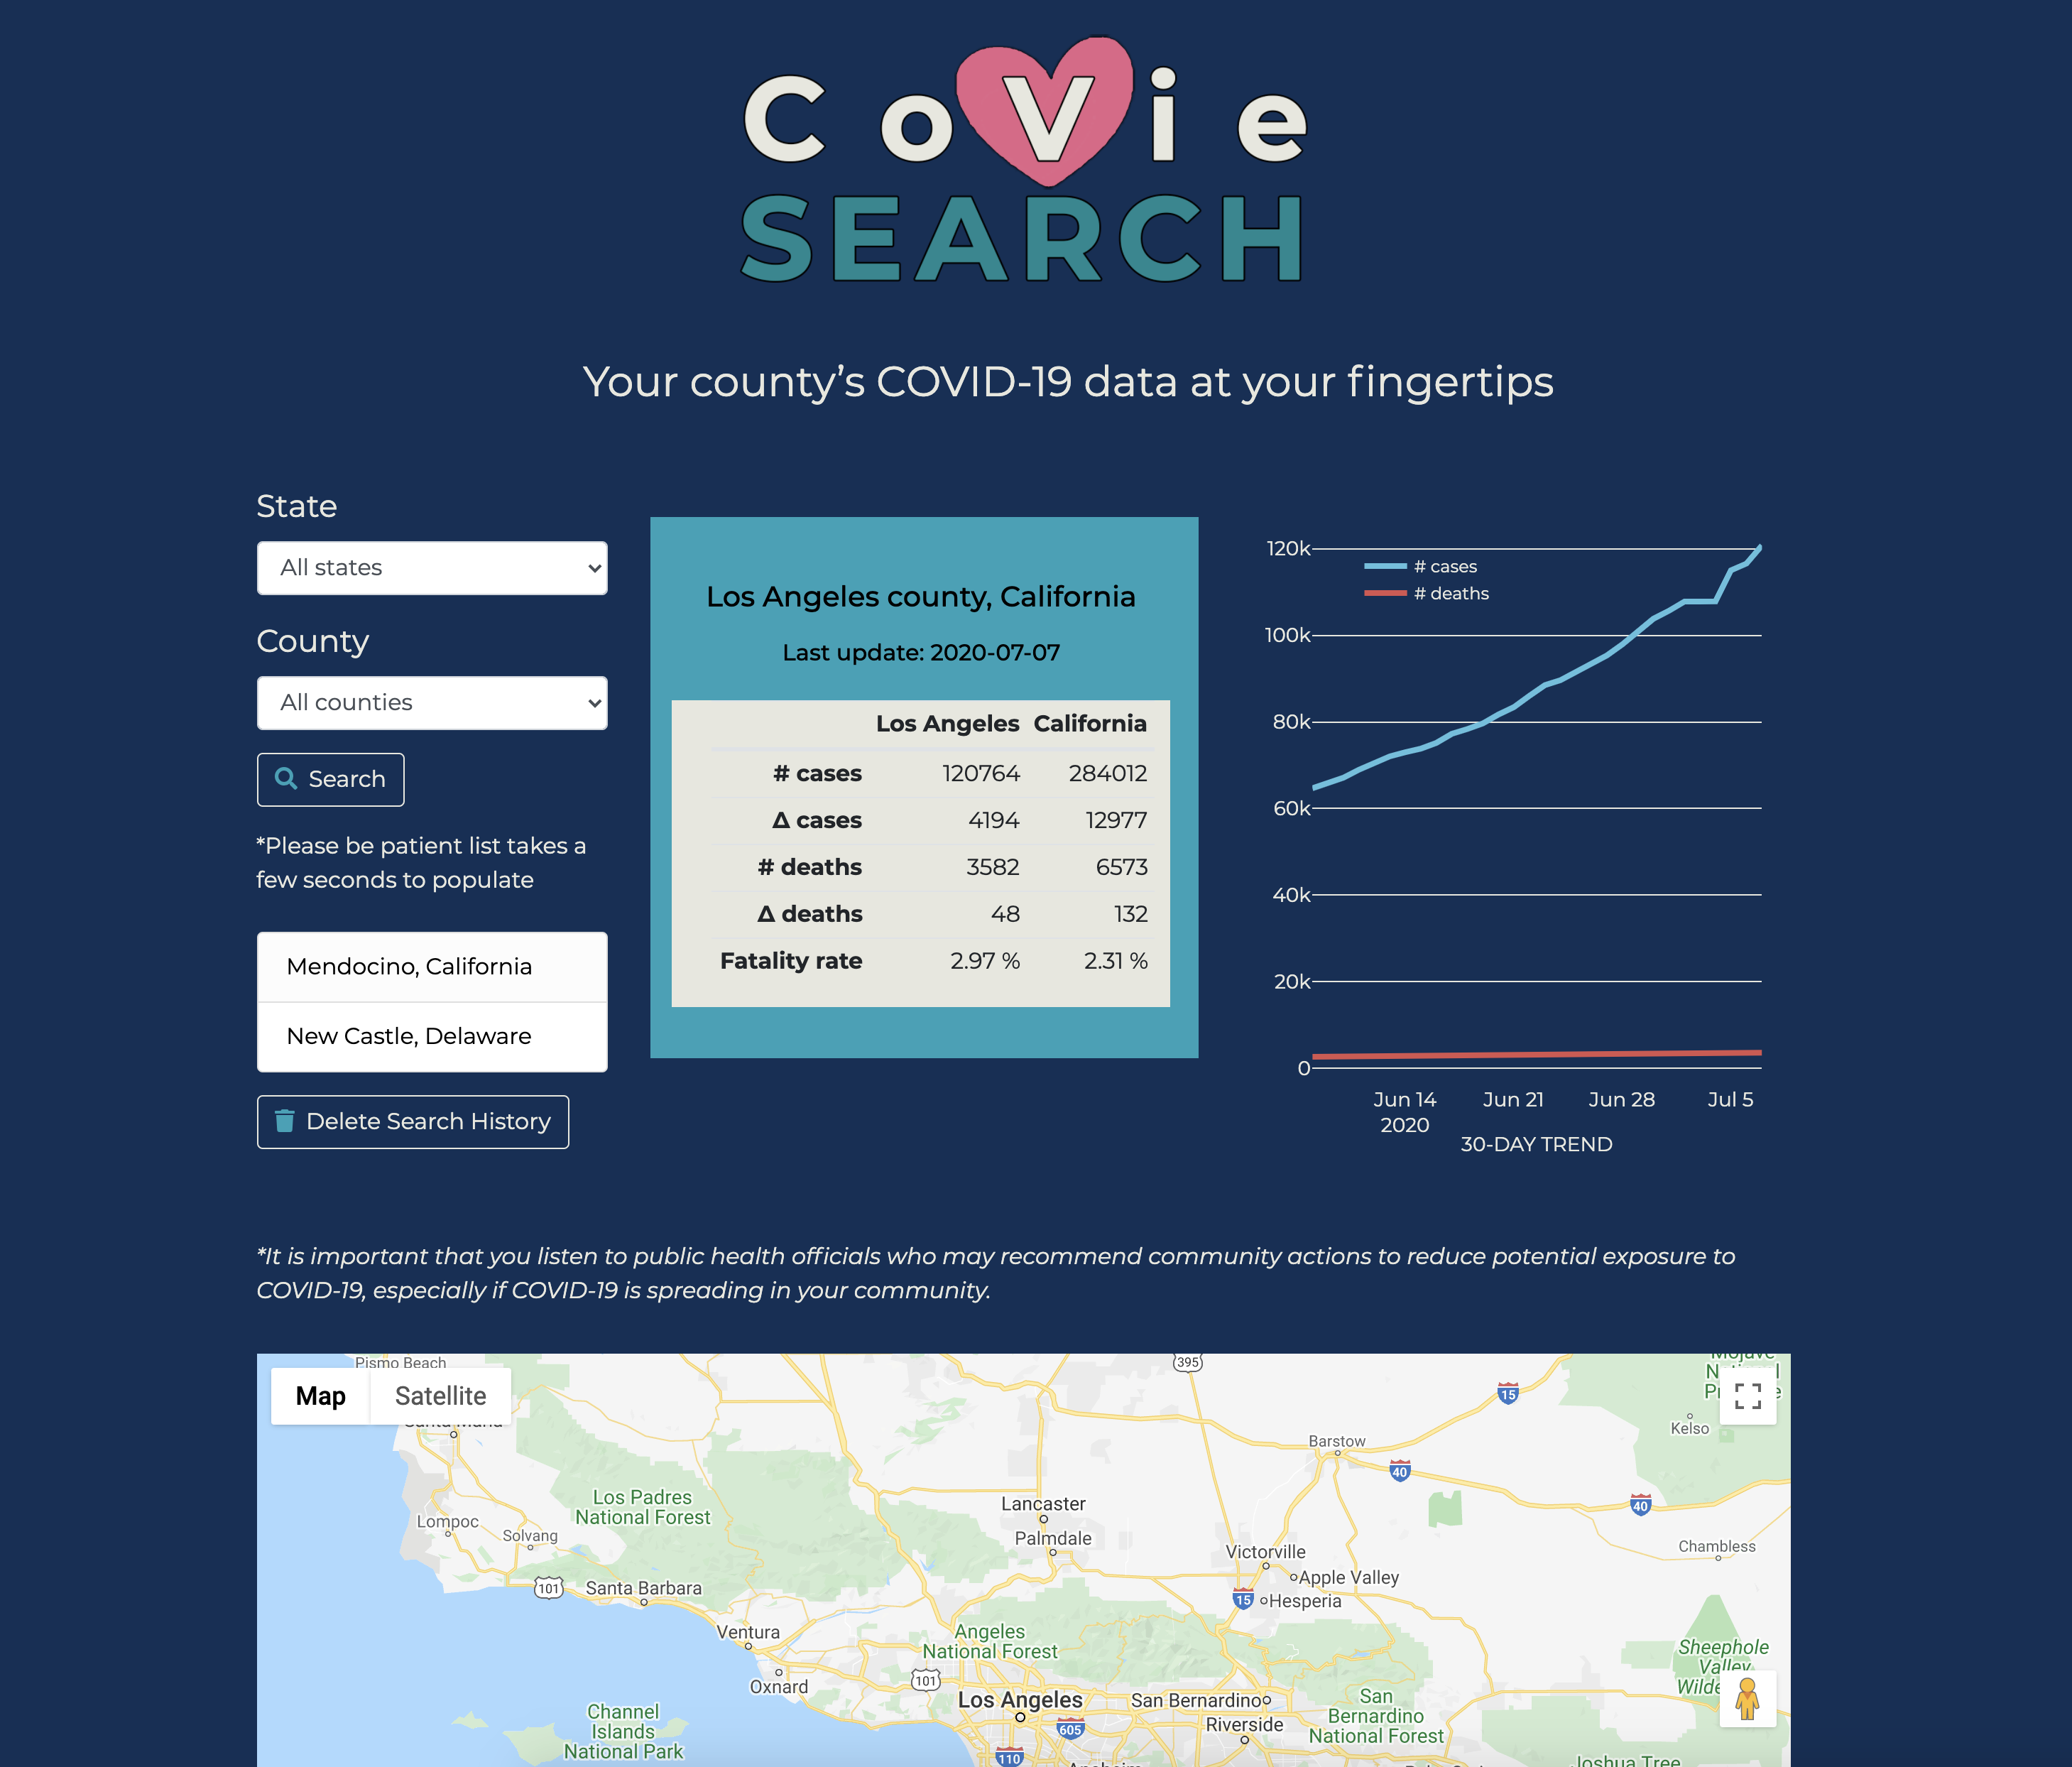 CoVie
SEARCH
Your county’s COVID-19 data at your fingertips
State
All states
County
All counties
Search
*Please be patient list takes a
few seconds to populate
Mendocino, California
New Castle, Delaware
Delete Search History
Los Angeles county, California
Last update: 2020-07-07
Los Angeles California
# cases 120764 284012
Δ cases 4194 12977
# deaths 3582 6573
Δ deaths 48 132
Fatality rate 2.97 % 2.31 %
120k
# cases
# deaths
100k
80k
60k
40k
20k
0
Jun 14 Jun 21 Jun 28 Jul 5
2020
30-DAY TREND
*It is important that you listen to public health officials who may recommend community actions to reduce potential exposure to
COVID-19, especially if COVID-19 is spreading in your community.
Pismo Beach
395
Map Satellite
15
Kelso
Barstow
40
40
Los Padres
National Forest
Lancaster
Lompoc
Solvang
Palmdale
Chambless
Victorville
Apple Valley
101
Santa Barbara
15
Hesperia
Ventura
Angeles
National Forest
Sheephole
Valley
101
Oxnard
Los Angeles
San Bernardino
San
Bernardino
National Forest
Channel
Islands
National Park
605
Riverside
110
Joshua Tree